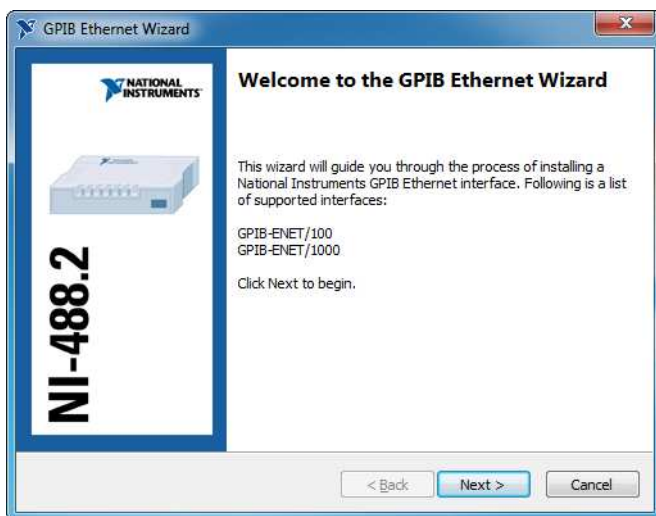 GPIB Ethernet Wizard
NATIONAL
INSTRUMENTS
NI-488.2
Welcome to the GPIB Ethernet Wizard
This wizard will guide you through the process of installing a
National Instruments GPIB Ethernet interface. Following is a list
of supported interfaces:
GPIB-ENET/100
GPIB-ENET/1000
Click Next to begin.
< Back
Next >
Cancel